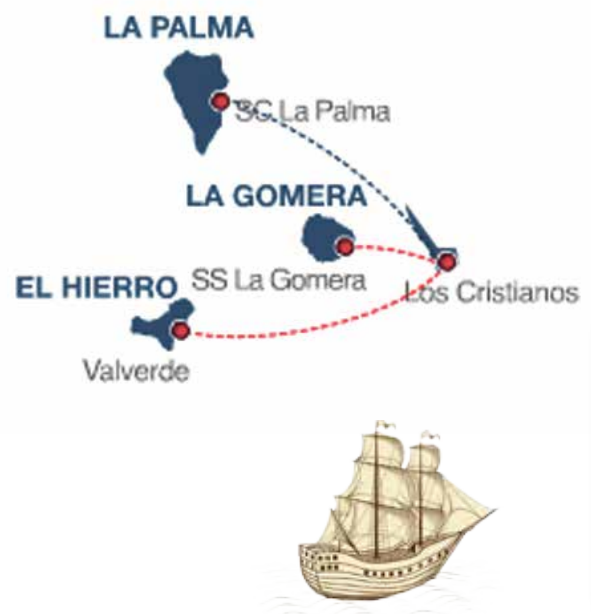 LA PALMA
SC La Palma
LA GOMERA
SS La Gomera
EL HIERRO
Los Cristianos
Valverde